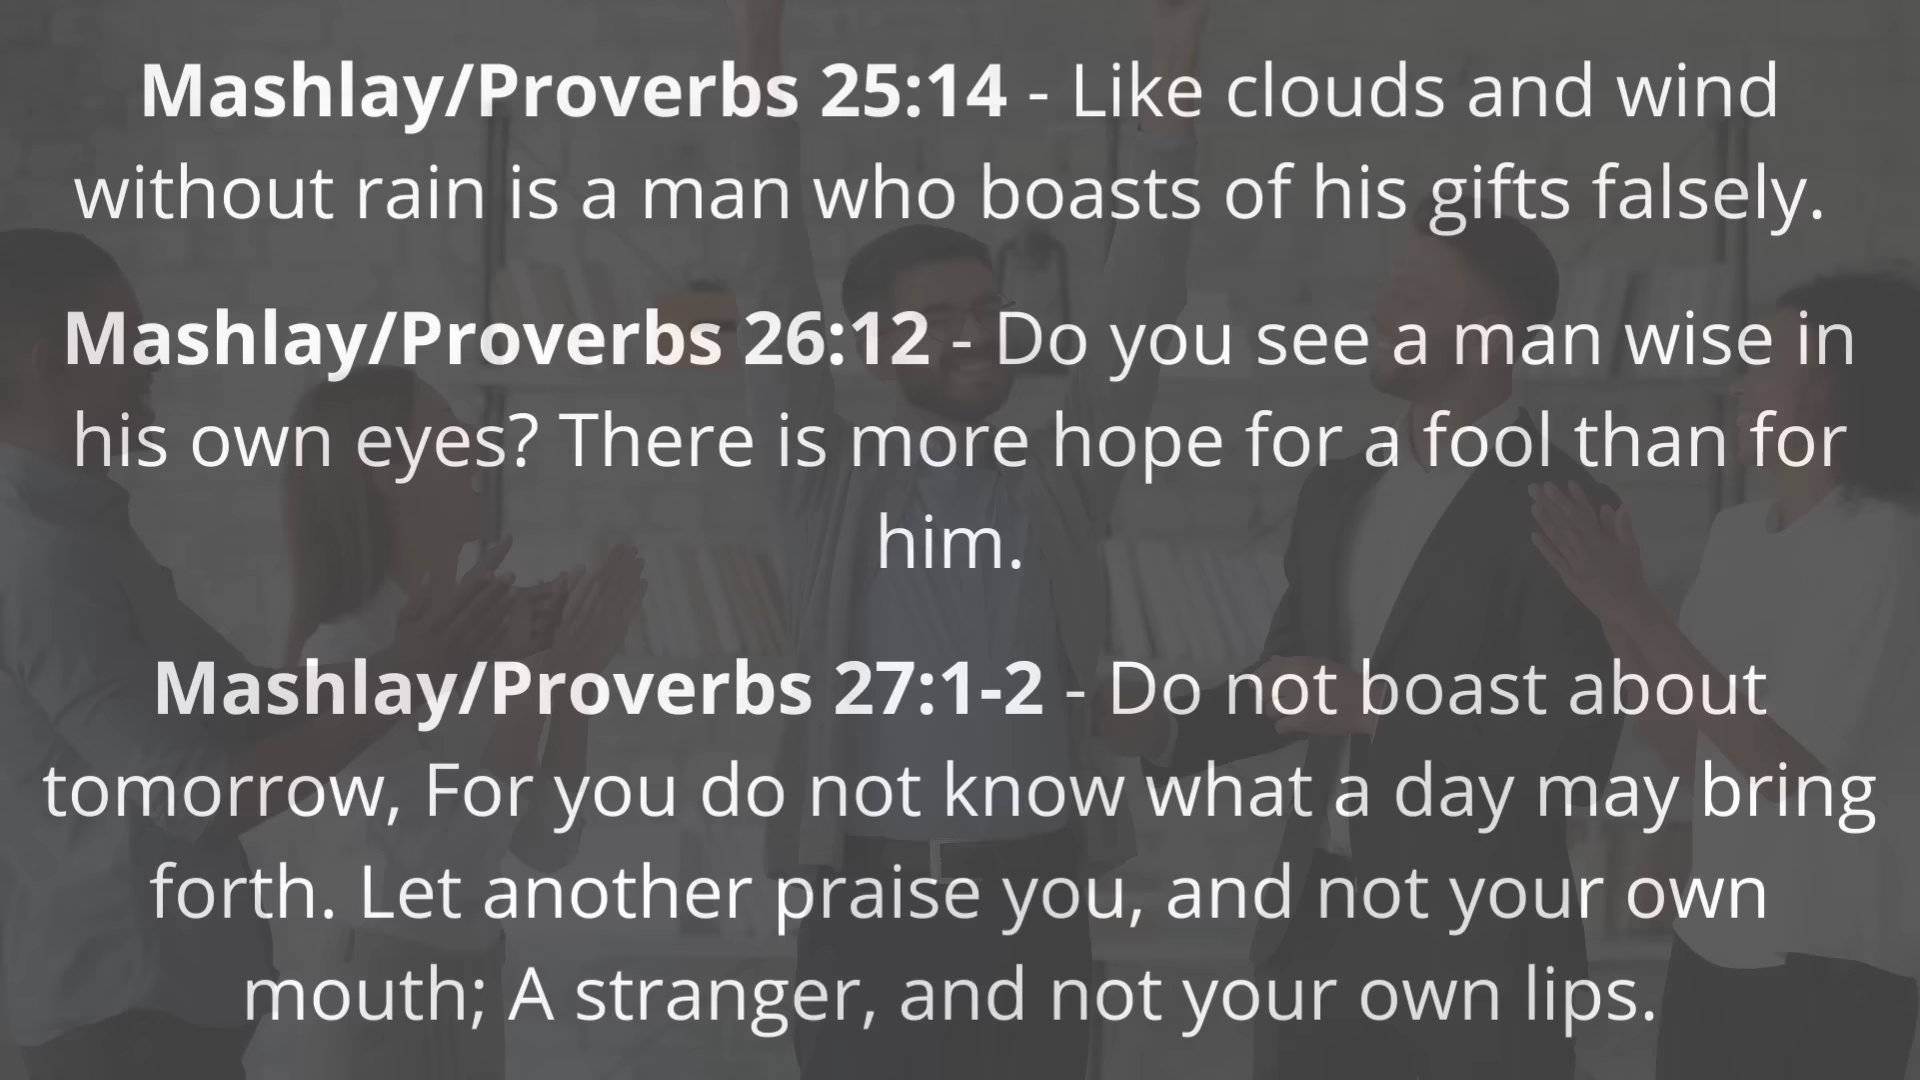 Mashlay/Proverbs 25:14 - Like clouds and wind
without rain is a man who boasts of his gifts falsely.
Mashlay/Proverbs 26:12 - Do you see a man wise in
his own eyes? There is more hope for a fool than for
him.
Mashlay/Proverbs 27:1-2 - Do not boast about
tomorrow, For you do not know what a day may bring
forth. Let another praise you, and not your own
mouth; A stranger, and not your own lips.